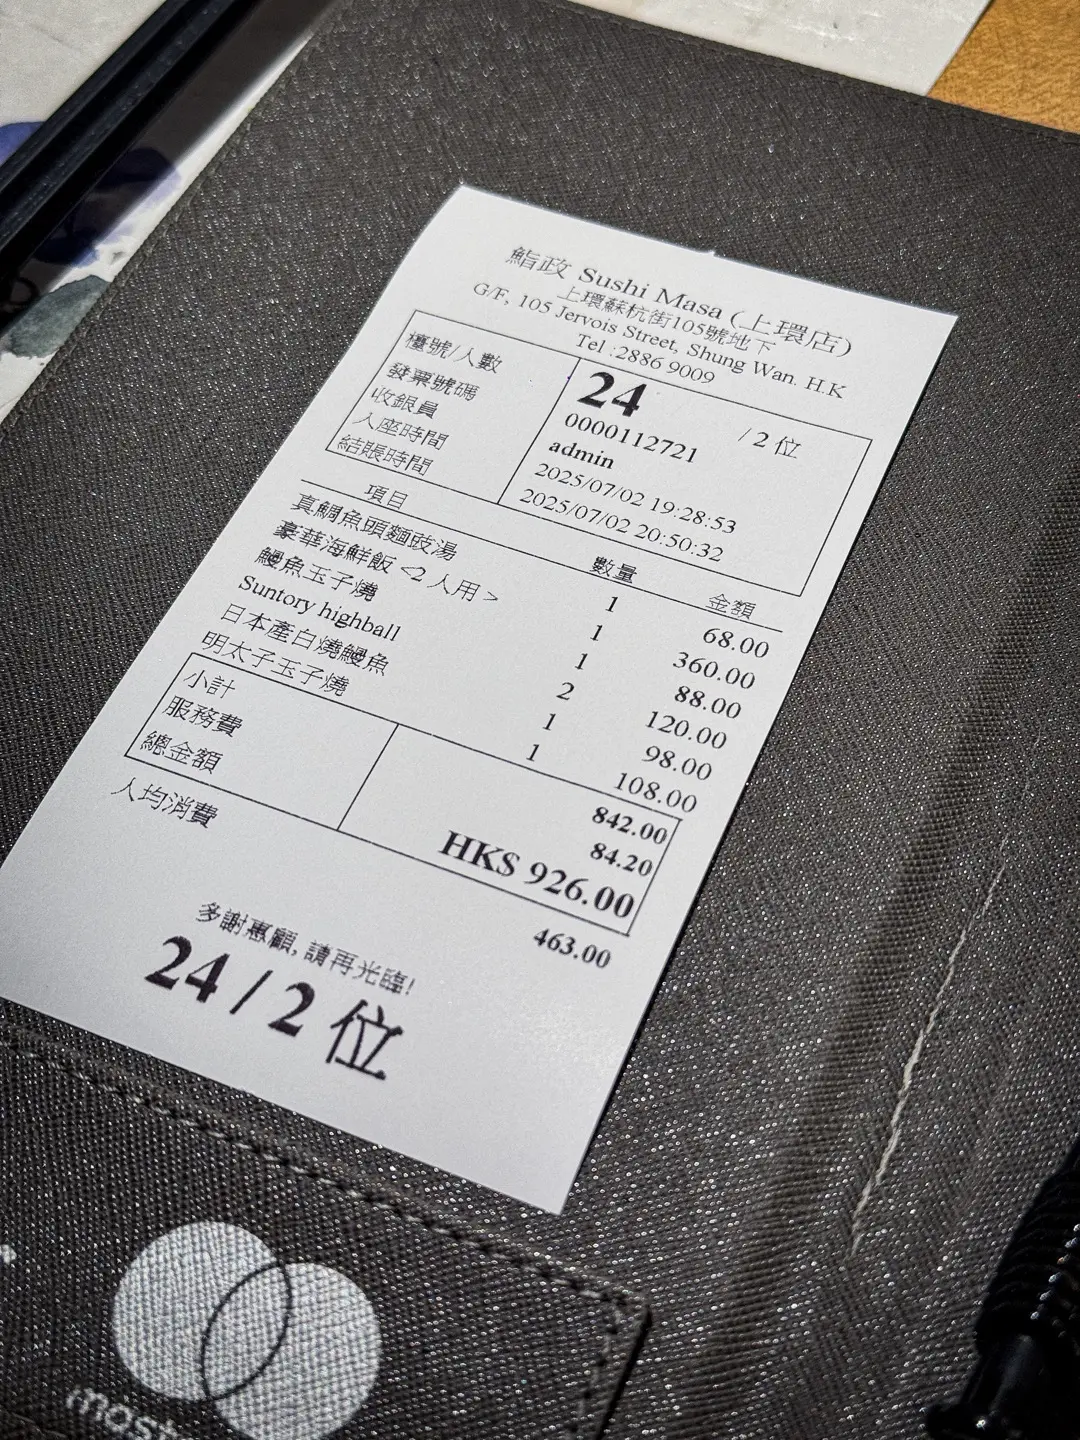 鮨政 Sushi Masa (上環店)
上環蘇杭街105號地下
G/F, 105 Jervois Street, Shung Wan. H.K
Tel :2886 9009
檯號/人數 24 / 2 位
發票號碼 0000112721
收銀員 admin
入座時間 2025/07/02 19:28:53
結賬時間 2025/07/02 20:50:32
項目 數量 金額
真鯛魚頭麵豉湯 1 68.00
豪華海鮮飯 <2 人用> 1 360.00
鰻魚玉子燒 1 88.00
Suntory highball 2 120.00
日本產白燒鰻魚 1 98.00
明太子玉子燒 1 108.00
小計 842.00
服務費 84.20
總金額 HK$ 926.00
人均消費 463.00
多謝惠顧, 請再光臨!
24 / 2 位
mast